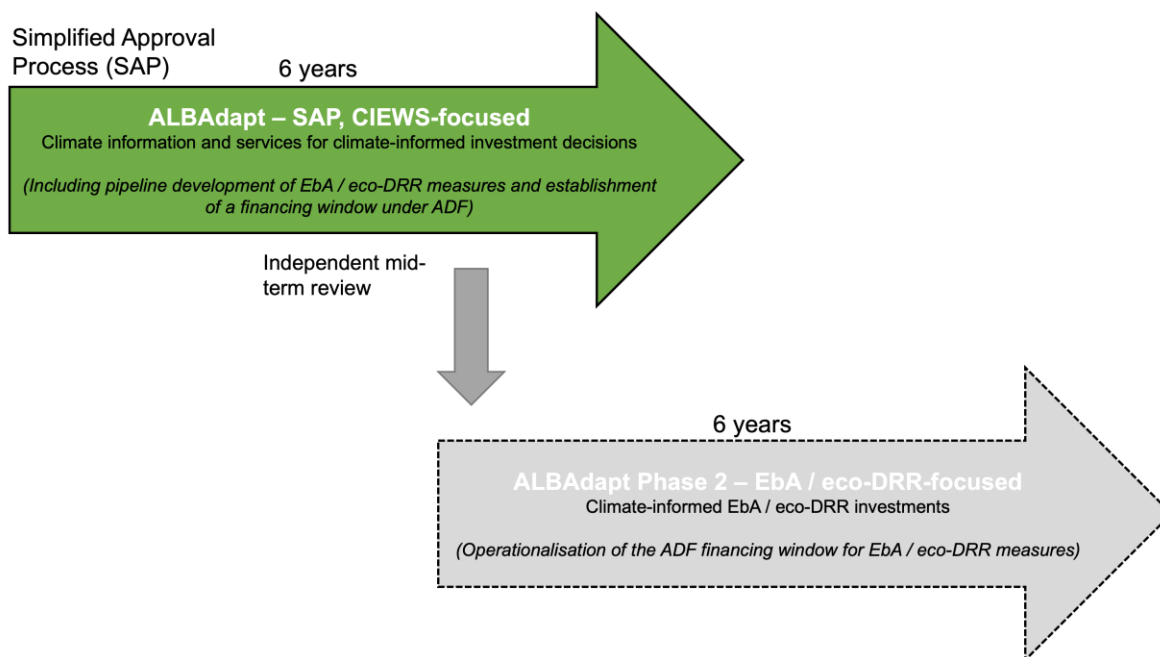 Simplified Approval
Process (SAP)
6 years
ALBAdapt – SAP, CIEWS-focused
Climate information and services for climate-informed investment decisions
(Including pipeline development of EbA / eco-DRR measures and establishment
of a financing window under ADF)
Independent mid-
term review
6 years
ALBAdapt Phase 2 – EbA / eco-DRR-focused
Climate-informed EbA / eco-DRR investments
(Operationalisation of the ADF financing window for EbA / eco-DRR measures)